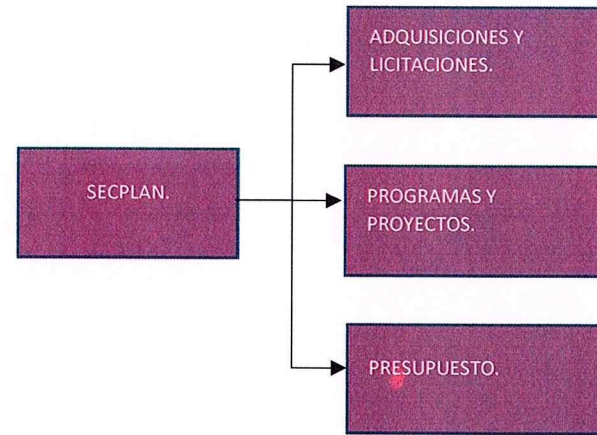 ADQUISICIONES Y
LICITACIONES.
SECPLAN.
PROGRAMAS Y
PROYECTOS.
PRESUPUESTO.